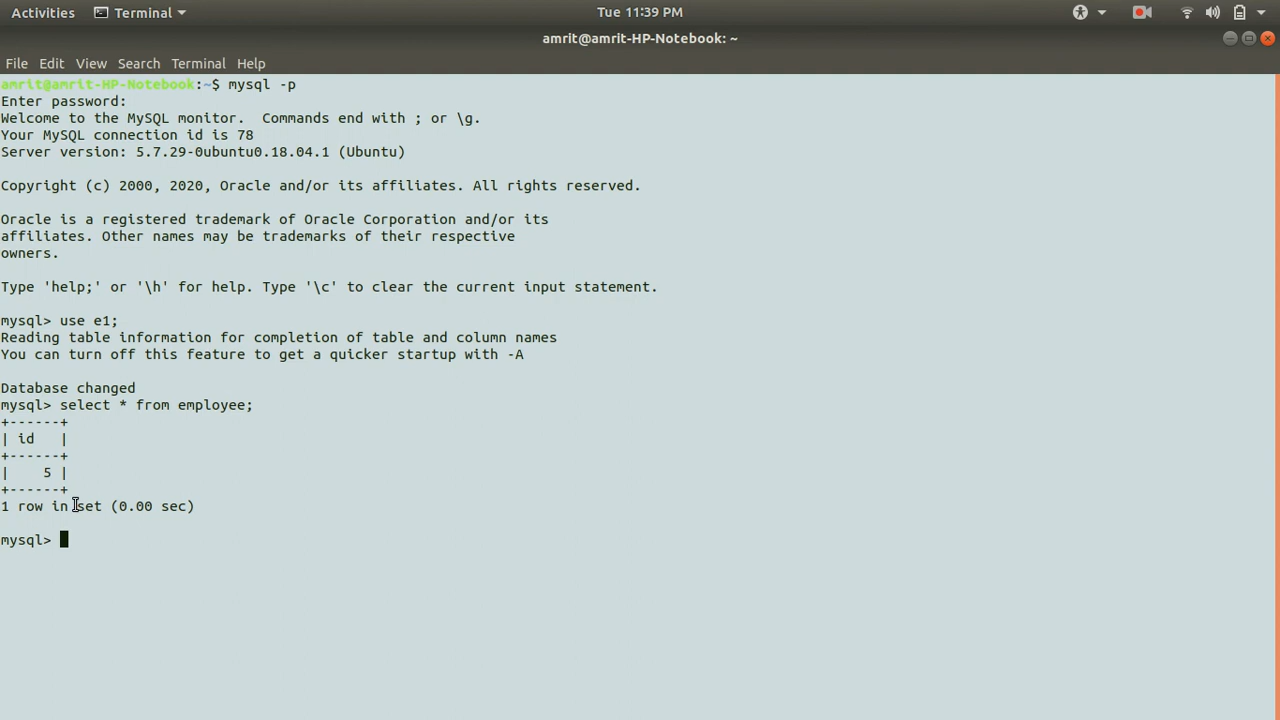 Activities Terminal Tue 11:39 PM
amrit@amrit-HP-Notebook: ~
File Edit View Search Terminal Help
amrit@amrit-HP-Notebook:~$ mysql -p
Enter password:
Welcome to the MySQL monitor.  Commands end with ; or \g.
Your MySQL connection id is 78
Server version: 5.7.29-0ubuntu0.18.04.1 (Ubuntu)
Copyright (c) 2000, 2020, Oracle and/or its affiliates. All rights reserved.
Oracle is a registered trademark of Oracle Corporation and/or its
affiliates. Other names may be trademarks of their respective
owners.
Type 'help;' or '\h' for help. Type '\c' to clear the current input statement.
mysql> use e1;
Reading table information for completion of table and column names
You can turn off this feature to get a quicker startup with -A
Database changed
mysql> select * from employee;
+------+
| id   |
+------+
|    5 |
+------+
1 row in set (0.00 sec)
mysql>